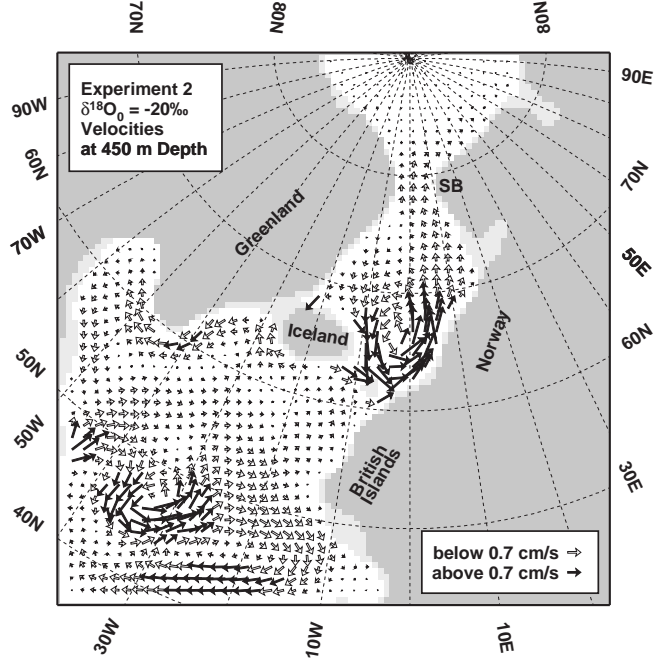 70N
80N
80N
90E
90W
Experiment 2
δ¹⁸O₀ = -20‰
Velocities
at 450 m Depth
60N
SB
70N
Greenland
70W
50E
Iceland
Norway
60N
50N
50W
British
Islands
30E
40N
below 0.7 cm/s ⇨
above 0.7 cm/s ➔
30W
10W
10E